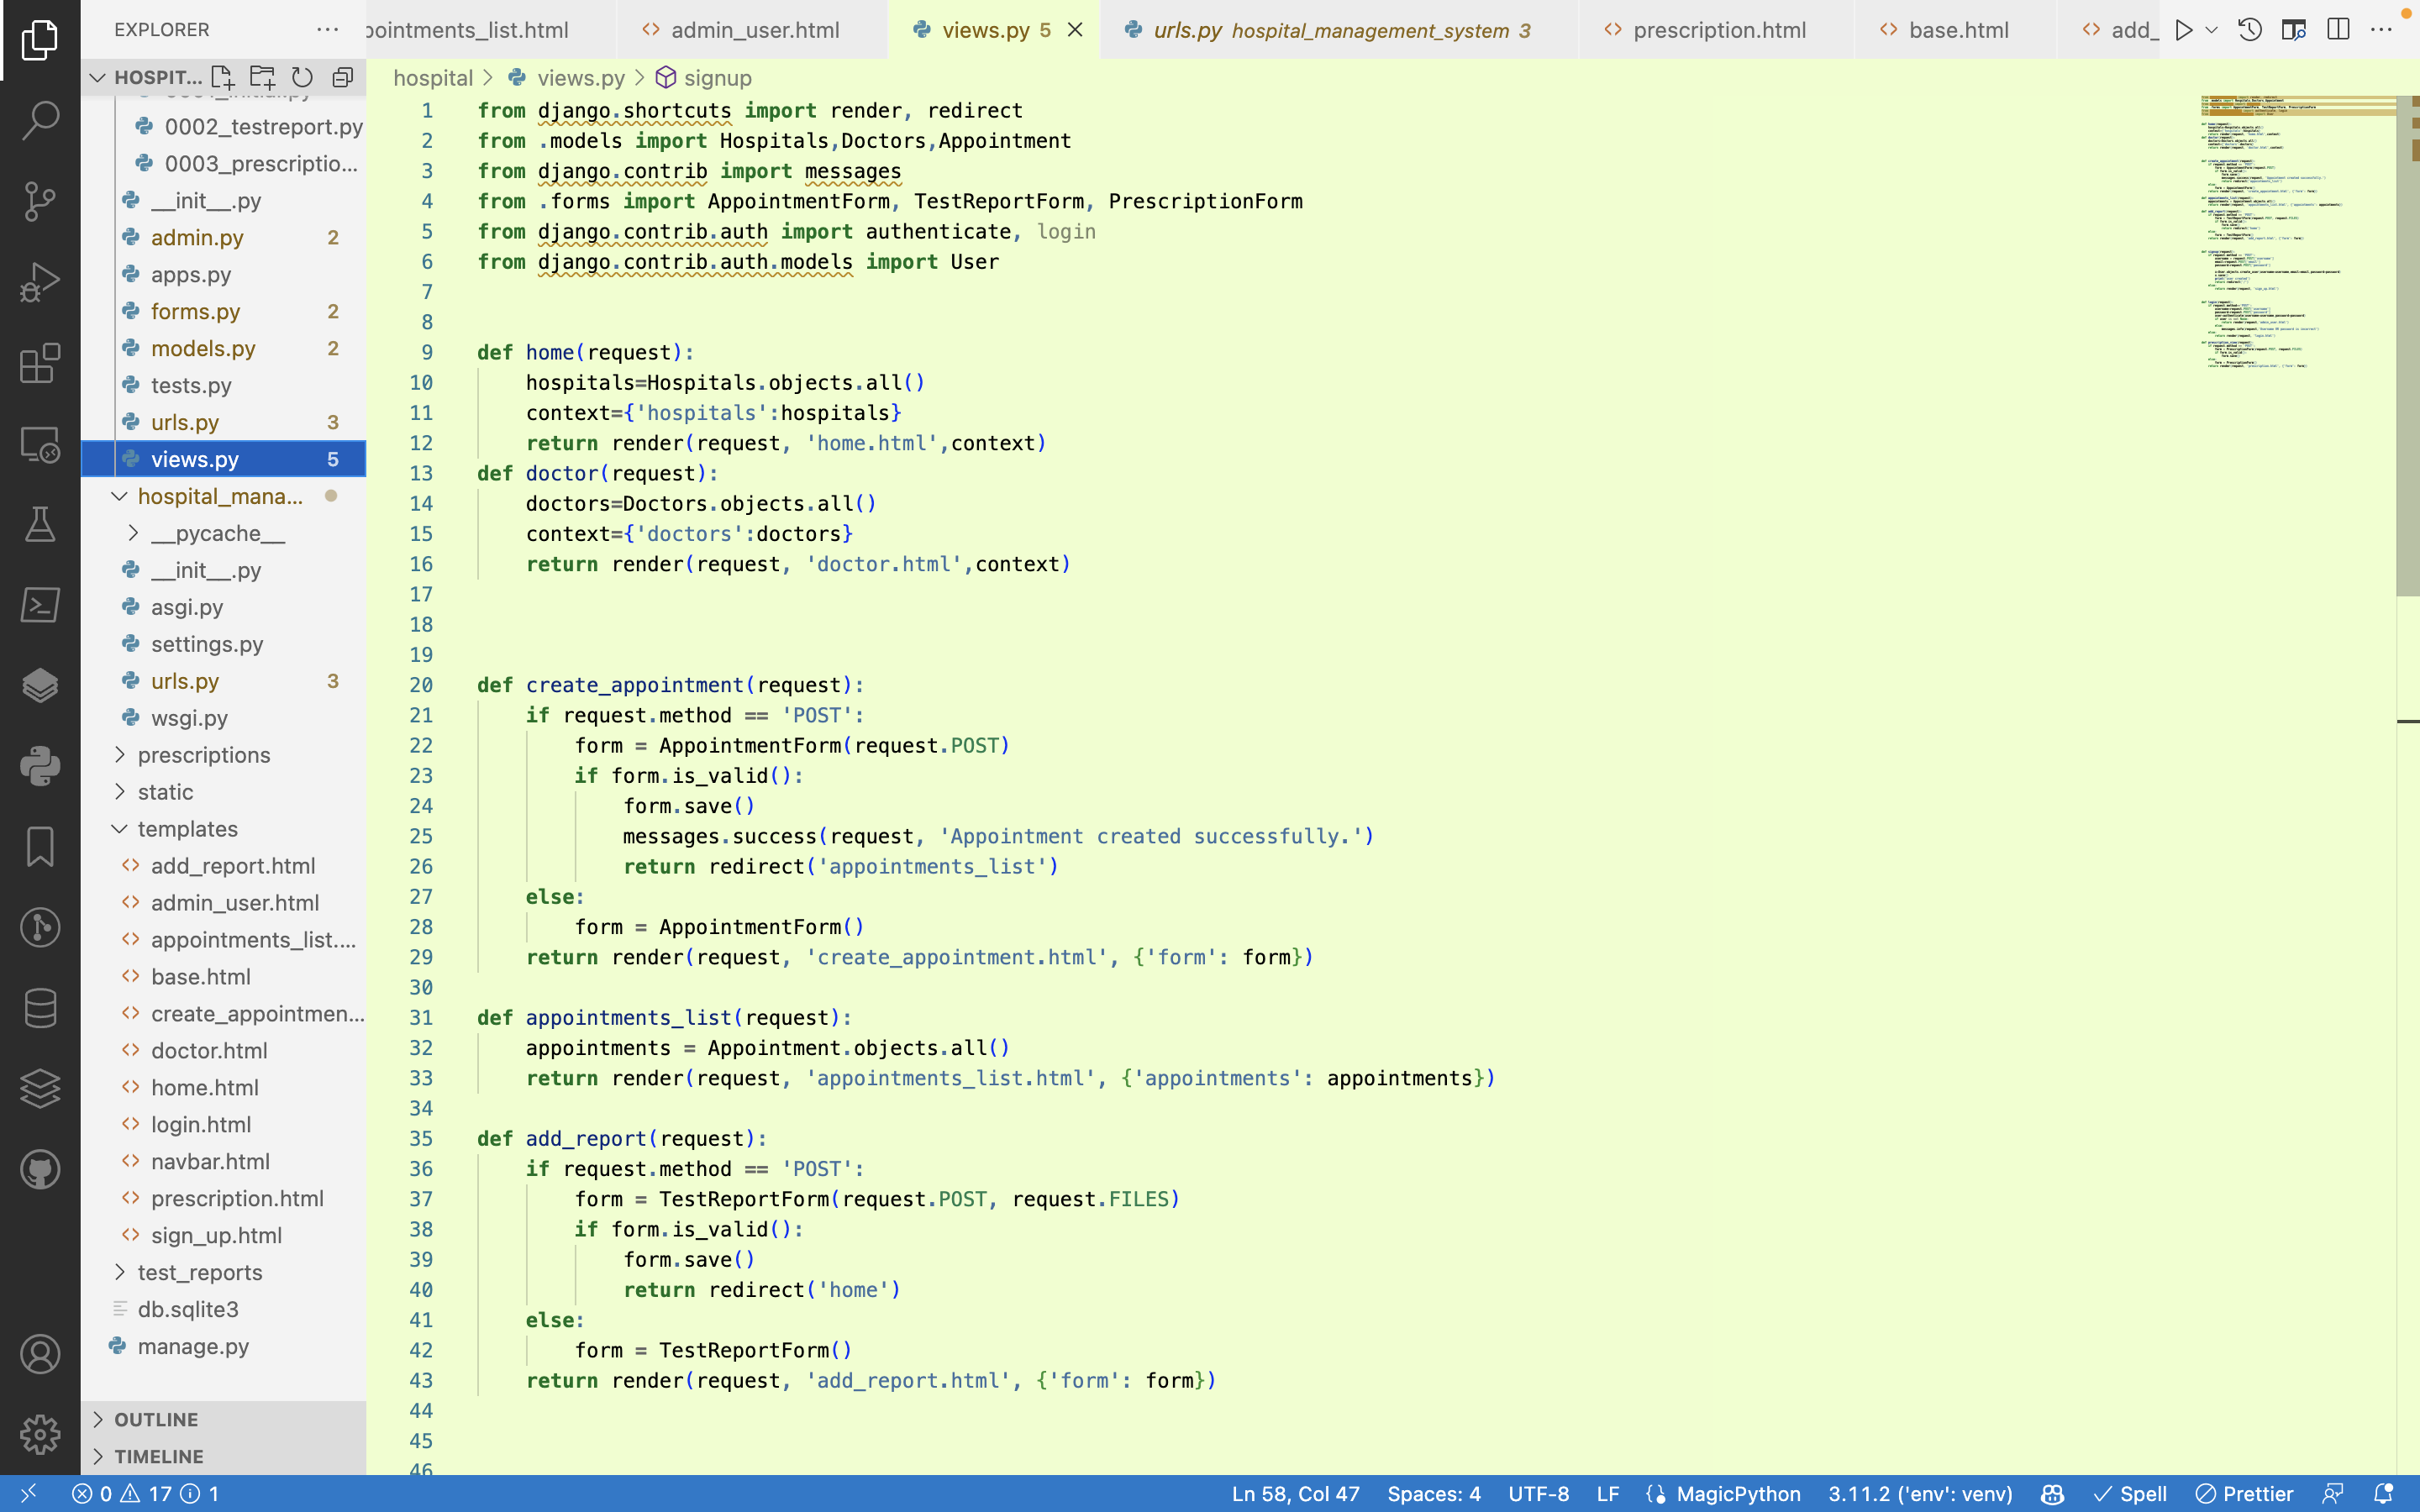 EXPLORER
HOSPIT...
0002_testreport.py
0003_prescriptio...
__init__.py
admin.py 2
apps.py
forms.py 2
models.py 2
tests.py
urls.py 3
views.py 5
hospital_mana...
__pycache__
__init__.py
asgi.py
settings.py
urls.py 3
wsgi.py
prescriptions
static
templates
add_report.html
admin_user.html
appointments_list....
base.html
create_appointmen...
doctor.html
home.html
login.html
navbar.html
prescription.html
sign_up.html
test_reports
db.sqlite3
manage.py
OUTLINE
TIMELINE
pointments_list.html admin_user.html views.py 5 urls.py hospital_management_system 3 prescription.html base.html add_
hospital > views.py > signup
1 from django.shortcuts import render, redirect
2 from .models import Hospitals,Doctors,Appointment
3 from django.contrib import messages
4 from .forms import AppointmentForm, TestReportForm, PrescriptionForm
5 from django.contrib.auth import authenticate, login
6 from django.contrib.auth.models import User
7
8
9 def home(request):
10 hospitals=Hospitals.objects.all()
11 context={'hospitals':hospitals}
12 return render(request, 'home.html',context)
13 def doctor(request):
14 doctors=Doctors.objects.all()
15 context={'doctors':doctors}
16 return render(request, 'doctor.html',context)
17
18
19
20 def create_appointment(request):
21 if request.method == 'POST':
22 form = AppointmentForm(request.POST)
23 if form.is_valid():
24 form.save()
25 messages.success(request, 'Appointment created successfully.')
26 return redirect('appointments_list')
27 else:
28 form = AppointmentForm()
29 return render(request, 'create_appointment.html', {'form': form})
30
31 def appointments_list(request):
32 appointments = Appointment.objects.all()
33 return render(request, 'appointments_list.html', {'appointments': appointments})
34
35 def add_report(request):
36 if request.method == 'POST':
37 form = TestReportForm(request.POST, request.FILES)
38 if form.is_valid():
39 form.save()
40 return redirect('home')
41 else:
42 form = TestReportForm()
43 return render(request, 'add_report.html', {'form': form})
44
45
46
0 17 1 Ln 58, Col 47 Spaces: 4 UTF-8 LF MagicPython 3.11.2 ('env': venv) Spell Prettier